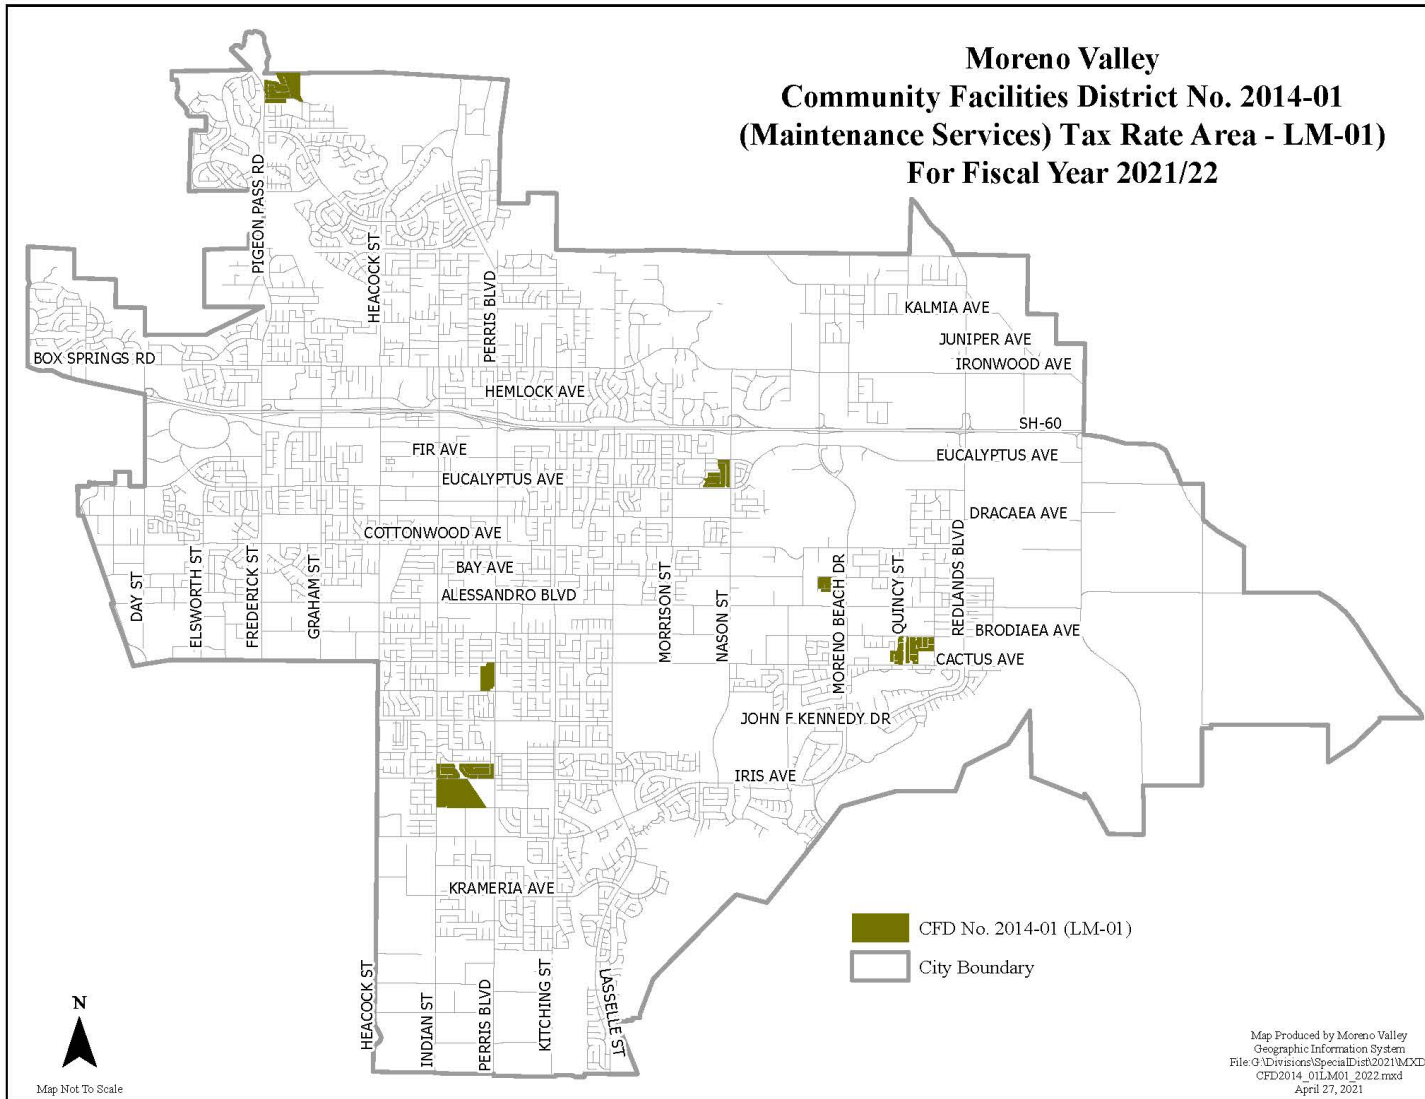 Moreno Valley
Community Facilities District No. 2014-01
(Maintenance Services) Tax Rate Area - LM-01)
For Fiscal Year 2021/22
PIGEON PASS RD
HEACOCK ST
PERRIS BLVD
KALMIA AVE
JUNIPER AVE
IRONWOOD AVE
BOX SPRINGS RD
HEMLOCK AVE
SH-60
FIR AVE
EUCALYPTUS AVE
EUCALYPTUS AVE
DRACAEA AVE
COTTONWOOD AVE
BAY AVE
ALESSANDRO BLVD
DAY ST
ELSWORTH ST
FREDERICK ST
GRAHAM ST
MORRISON ST
NASON ST
MORENO BEACH DR
QUINCY ST
REDLANDS BLVD
BRODIAEA AVE
CACTUS AVE
JOHN F KENNEDY DR
IRIS AVE
KRAMERIA AVE
HEACOCK ST
INDIAN ST
PERRIS BLVD
KITCHING ST
LASSELLE ST
CFD No. 2014-01 (LM-01)
City Boundary
N
Map Not To Scale
Map Produced by Moreno Valley
Geographic Information System
File:G:\Divisions\SpecialDist\2021\MXD
CFD2014_01LM01_2022.mxd
April 27, 2021